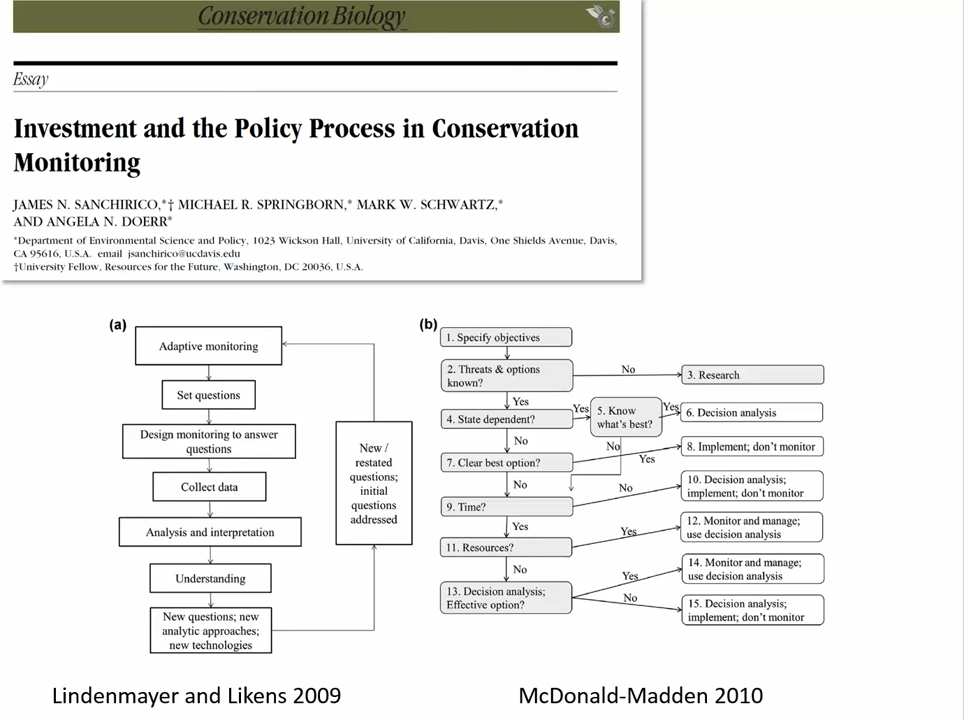 Conservation Biology
Essay
Investment and the Policy Process in Conservation
Monitoring
JAMES N. SANCHIRICO,*† MICHAEL R. SPRINGBORN,* MARK W. SCHWARTZ,*
AND ANGELA N. DOERR*
*Department of Environmental Science and Policy, 1023 Wickson Hall, University of California, Davis, One Shields Avenue, Davis,
CA 95616, U.S.A. email jsanchirico@ucdavis.edu
†University Fellow, Resources for the Future, Washington, DC 20036, U.S.A.
(a)
Adaptive monitoring
Set questions
Design monitoring to answer
questions
Collect data
Analysis and interpretation
Understanding
New questions; new
analytic approaches;
new technologies
New /
restated
questions;
initial
questions
addressed
(b)
1. Specify objectives
2. Threats & options
known?
No
3. Research
Yes
4. State dependent?
Yes
5. Know
what's best?
Yes
6. Decision analysis
No
No
7. Clear best option?
Yes
8. Implement; don't monitor
No
9. Time?
No
10. Decision analysis;
implement; don't monitor
Yes
11. Resources?
Yes
12. Monitor and manage;
use decision analysis
No
13. Decision analysis;
Effective option?
Yes
14. Monitor and manage;
use decision analysis
No
15. Decision analysis;
implement; don't monitor
Lindenmayer and Likens 2009
McDonald-Madden 2010